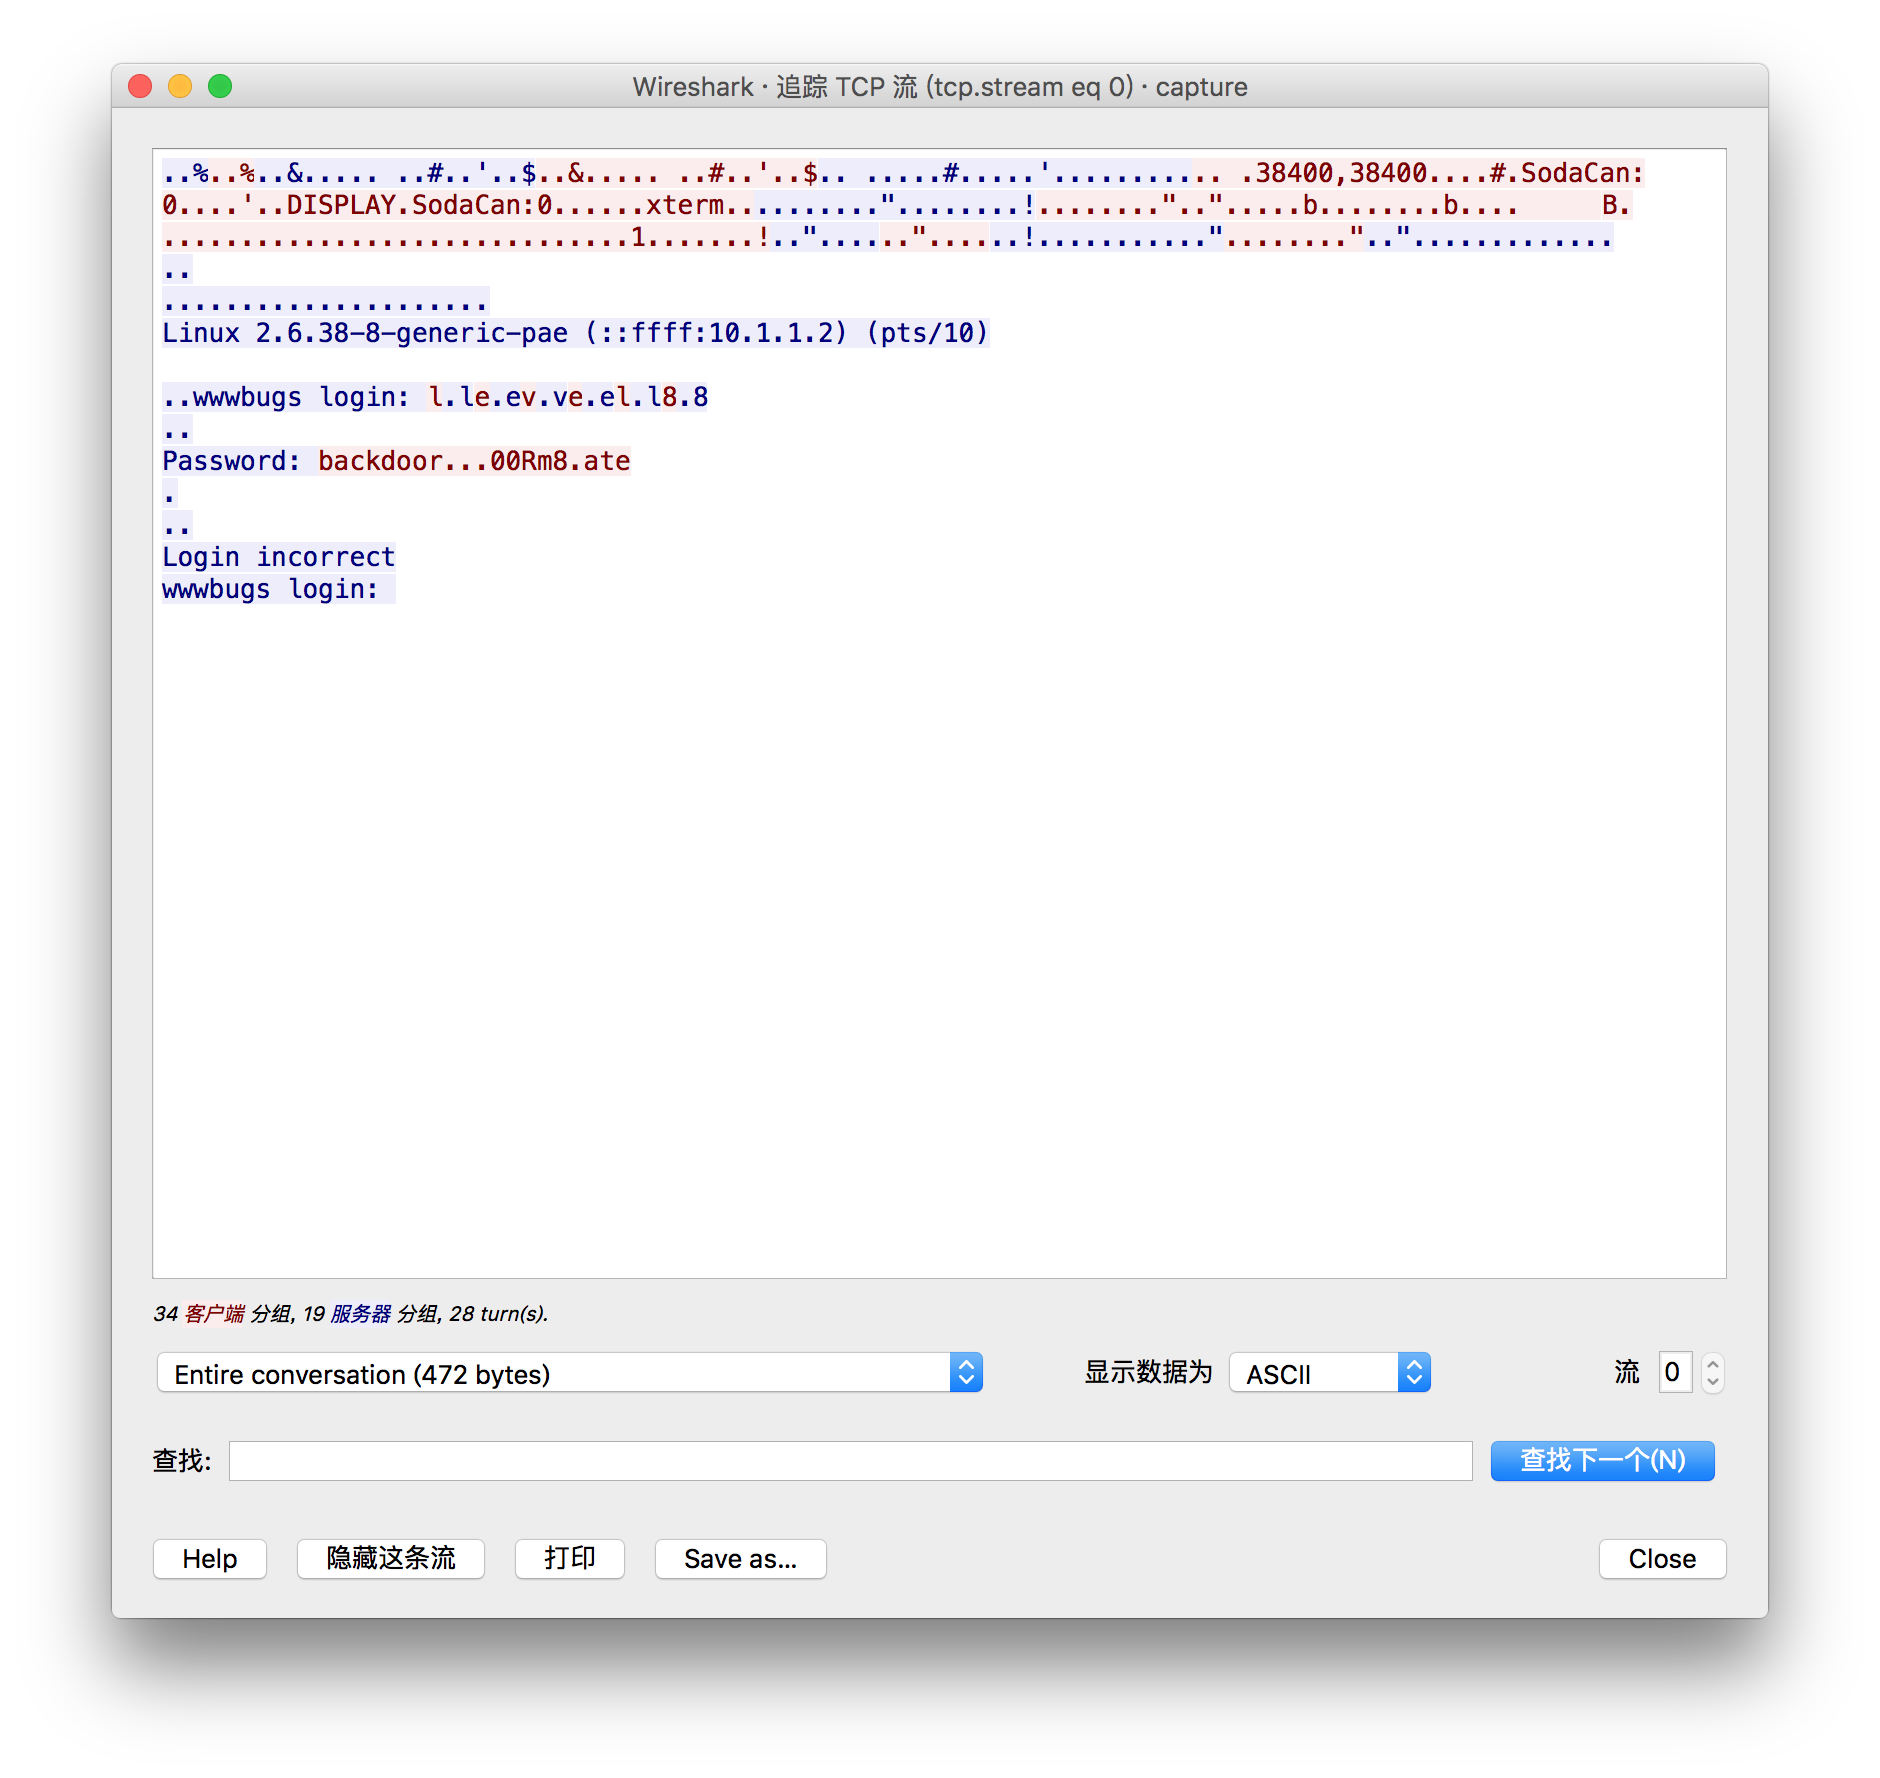 Wireshark · 追踪 TCP 流 (tcp.stream eq 0) · capture
..%..%..&..... ..#..'..$..&..... ..#..'..$.. .....#.....'........... .38400,38400....#.SodaCan:
0....'..DISPLAY.SodaCan:0......xterm.........."........!........"..".....b........b.... B.
..............................1.......!.."......"......!..........."........"..".............
..
.....................
Linux 2.6.38-8-generic-pae (::ffff:10.1.1.2) (pts/10)
..wwwbugs login: l.le.ev.ve.el.l8.8
..
Password: backdoor...00Rm8.ate
.
..
Login incorrect
wwwbugs login:
34 客户端 分组, 19 服务器 分组, 28 turn(s).
Entire conversation (472 bytes) 显示数据为 ASCII 流 0
查找: 查找下一个(N)
Help 隐藏这条流 打印 Save as... Close